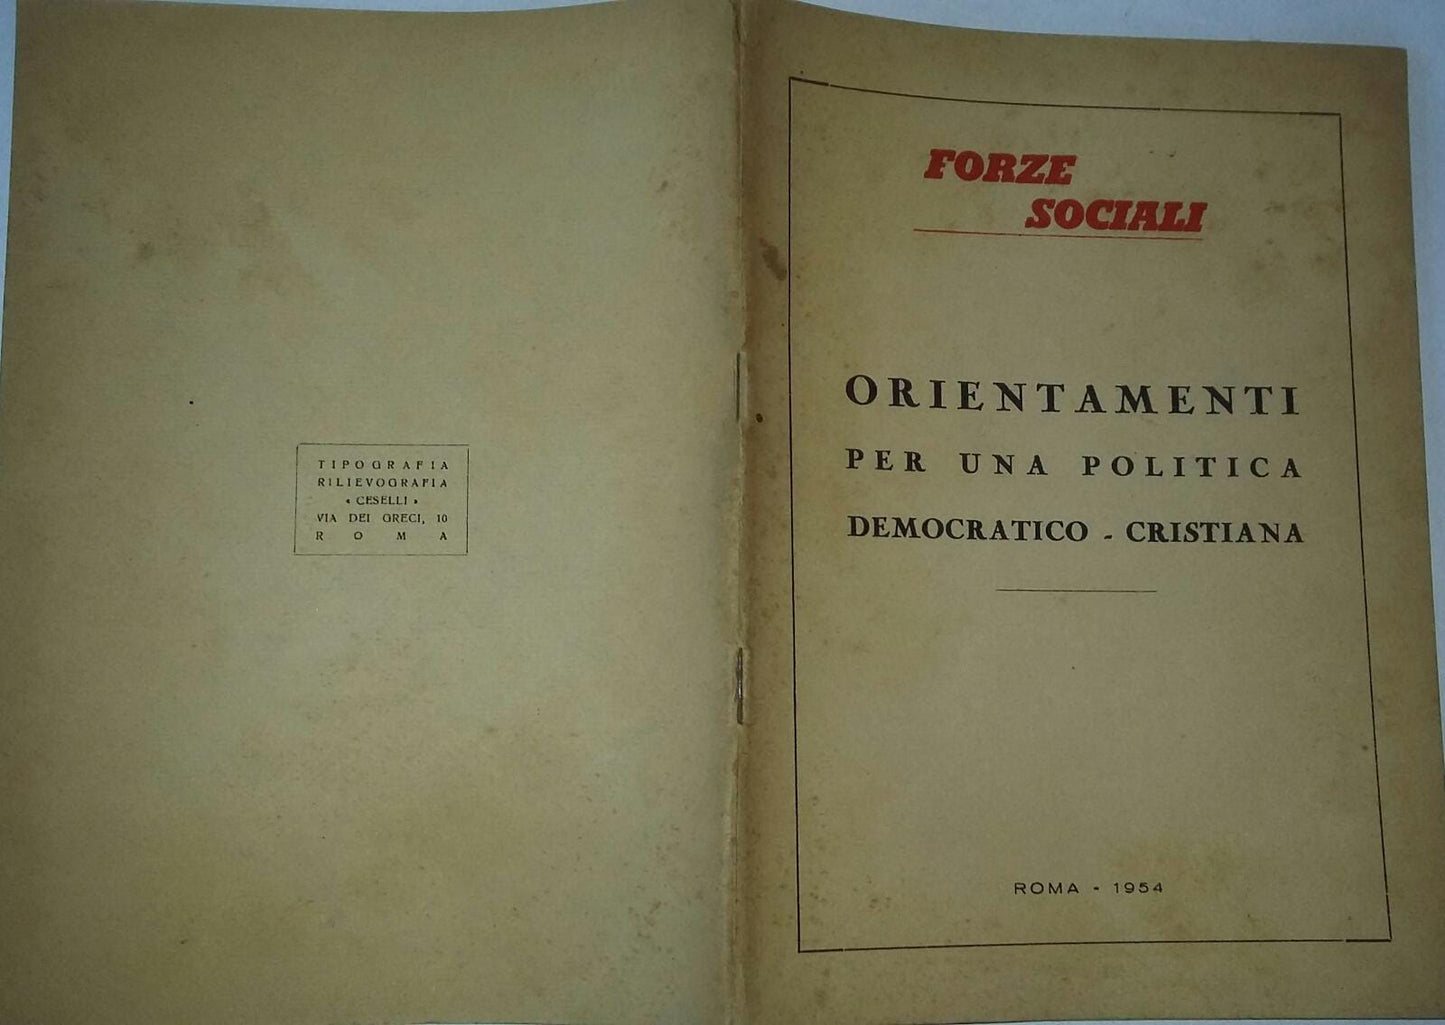 FORZE
SOCIALI
ORIENTAMENTI
PER UNA POLITICA
DEMOCRATICO - CRISTIANA
ROMA - 1954
TIPOGRAFIA
RILIEVOGRAFIA
« CESELLI »
VIA DEI GRECI, 10
ROMA